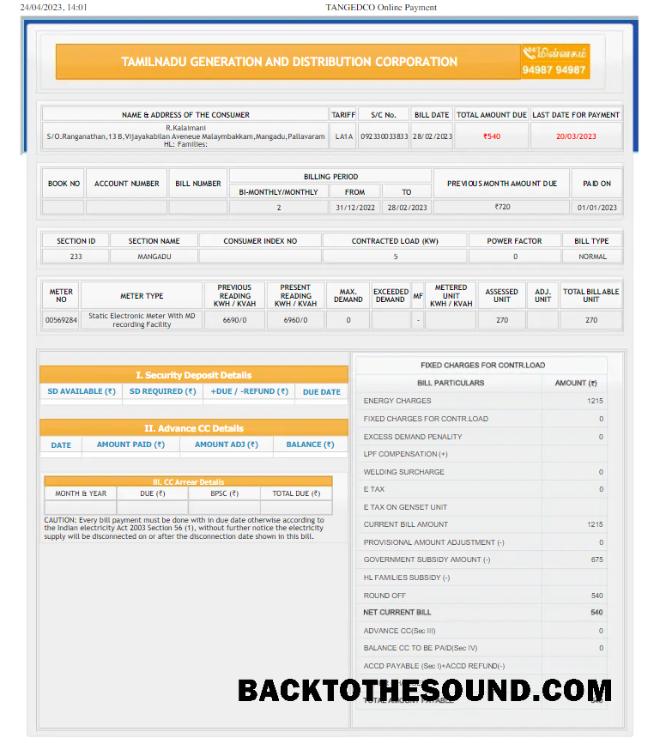 24/04/2023, 14:01
TANGEDCO Online Payment
TAMILNADU GENERATION AND DISTRIBUTION CORPORATION
மின்னகம்
94987 94987
NAME & ADDRESS OF THE CONSUMER TARIFF S/C No. BILL DATE TOTAL AMOUNT DUE LAST DATE FOR PAYMENT
R.Kalaimani
S/O.Ranganathan,13 B,Vijayakabilan Aveneue Malaymbakkam,Mangadu,Pallavaram LA1A 092330033833 28/02/2023 ₹540 20/03/2023
HL: Families:
BOOK NO ACCOUNT NUMBER BILL NUMBER BILLING PERIOD PREVIOUS MONTH AMOUNT DUE PAID ON
BI-MONTHLY/MONTHLY FROM TO
2 31/12/2022 28/02/2023 ₹720 01/01/2023
SECTION ID SECTION NAME CONSUMER INDEX NO CONTRACTED LOAD (KW) POWER FACTOR BILL TYPE
233 MANGADU 5 0 NORMAL
METER NO METER TYPE PREVIOUS READING KWH / KVAH PRESENT READING KWH / KVAH MAX. DEMAND EXCEEDED DEMAND MF METERED UNIT KWH / KVAH ASSESSED UNIT ADJ. UNIT TOTAL BILLABLE UNIT
00569284 Static Electronic Meter With MD recording Facility 6690/0 6960/0 0 - 270 270
I. Security Deposit Details
SD AVAILABLE (₹) SD REQUIRED (₹) +DUE / -REFUND (₹) DUE DATE
II. Advance CC Details
DATE AMOUNT PAID (₹) AMOUNT ADJ (₹) BALANCE (₹)
III. CC Arrear Details
MONTH & YEAR DUE (₹) BPSC (₹) TOTAL DUE (₹)
CAUTION: Every bill payment must be done with in due date otherwise according to
the Indian electricity Act 2003 Section 56 (1), without further notice the electricity
supply will be disconnected on or after the disconnection date shown in this bill.
FIXED CHARGES FOR CONTR.LOAD
BILL PARTICULARS AMOUNT (₹)
ENERGY CHARGES 1215
FIXED CHARGES FOR CONTR.LOAD 0
EXCESS DEMAND PENALITY 0
LPF COMPENSATION (+)
WELDING SURCHARGE 0
E TAX 0
E TAX ON GENSET UNIT
CURRENT BILL AMOUNT 1215
PROVISIONAL AMOUNT ADJUSTMENT (-) 0
GOVERNMENT SUBSIDY AMOUNT (-) 675
HL FAMILIES SUBSIDY (-)
ROUND OFF 540
NET CURRENT BILL 540
ADVANCE CC(Sec III) 0
BALANCE CC TO BE PAID(Sec IV) 0
ACCD PAYABLE (Sec I)+ACCD REFUND(-)
BACKTOTHESOUND.COM
TOTAL AMOUNT PAYABLE 540